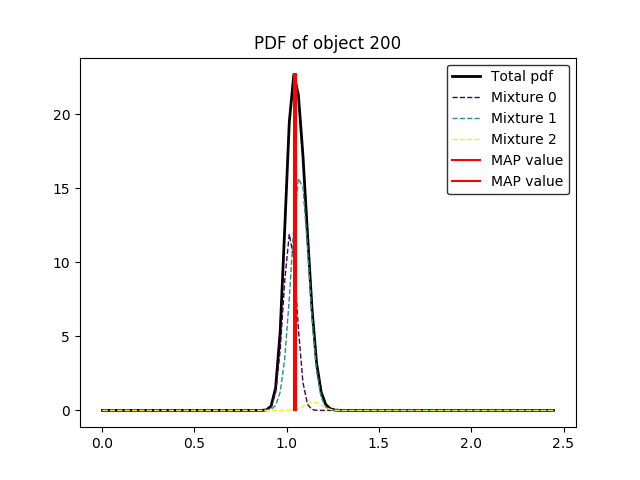 PDF of object 200
Total pdf
Mixture 0
Mixture 1
Mixture 2
MAP value
MAP value
20
15
10
5
0
0.0 0.5 1.0 1.5 2.0 2.5